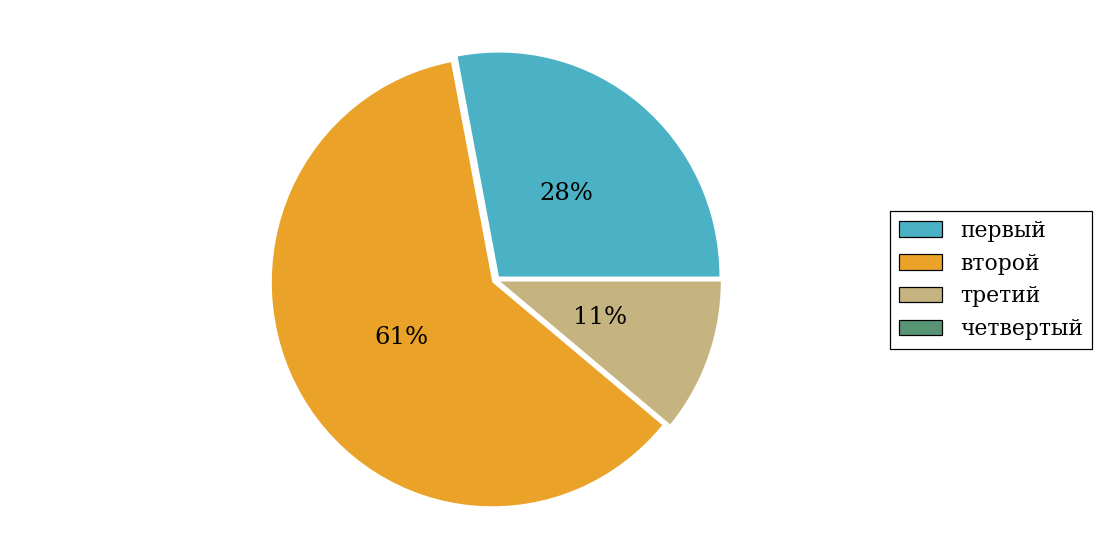 28%
61%
11%
первый
второй
третий
четвертый